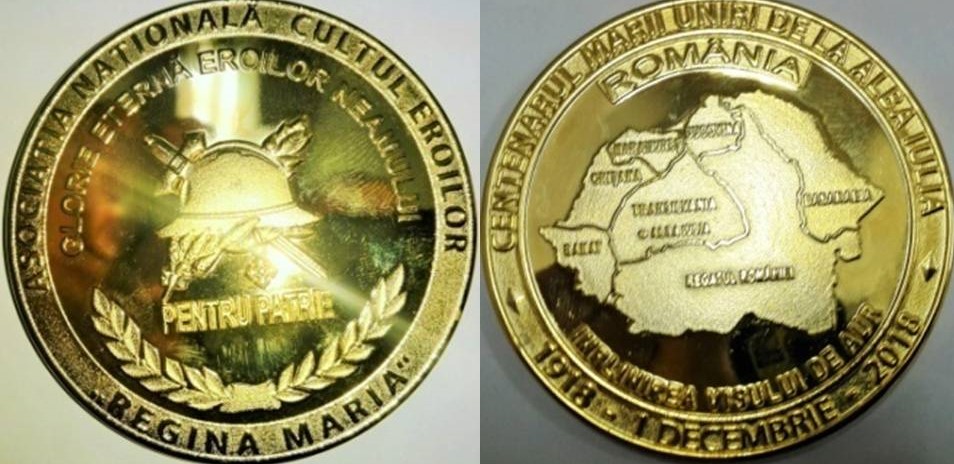 ASOCIAȚIA NAȚIONALĂ CULTUL EROILOR
GLORIE ETERNĂ EROILOR NEAMULUI
PENTRU PATRIE
„REGINA MARIA"
CENTENARUL MARII UNIRI DE LA ALBA IULIA
ROMÂNIA
BUCOVINA
MARAMUREȘ
CRIȘANA
TRANSILVANIA
ALBA IULIA
BASARABIA
BANAT
REGATUL ROMÂNIEI
ÎMPLINIREA VISULUI DE AUR
1918 - 1 DECEMBRIE - 2018